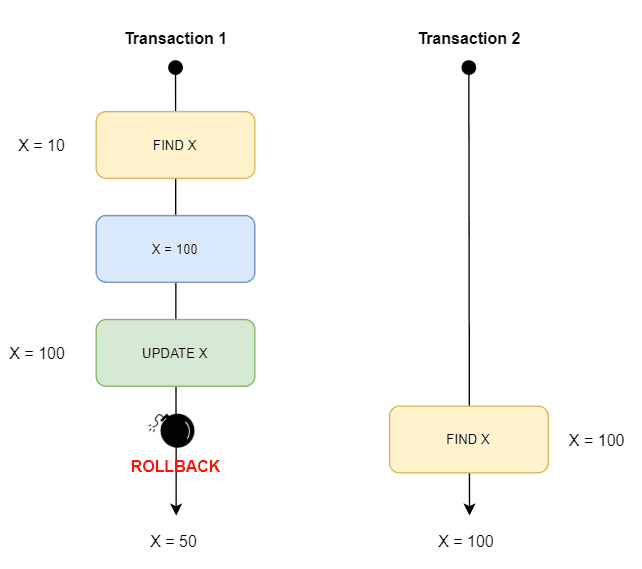 Transaction 1
Transaction 2
X = 10
FIND X
X = 100
X = 100
UPDATE X
FIND X
X = 100
ROLLBACK
X = 50
X = 100